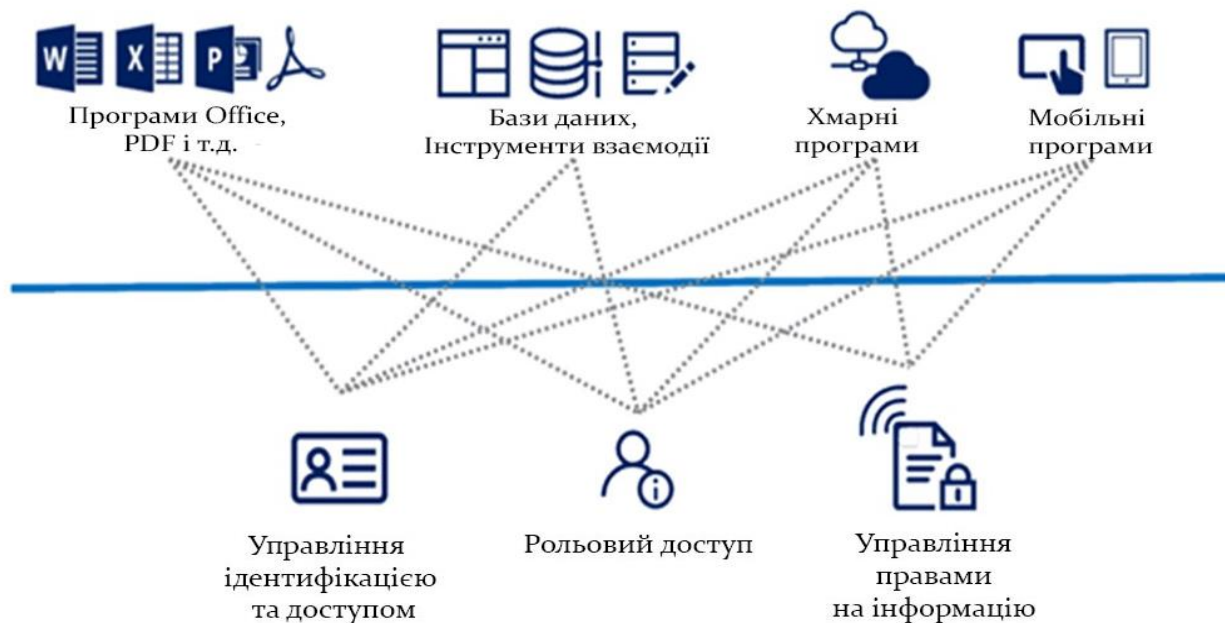 W
X
P
Програми Office,
PDF і т.д.
Бази даних,
Інструменти взаємодії
Хмарні
програми
Мобільні
програми
Управління
ідентифікацією
та доступом
Рольовий доступ
Управління
правами
на інформацію